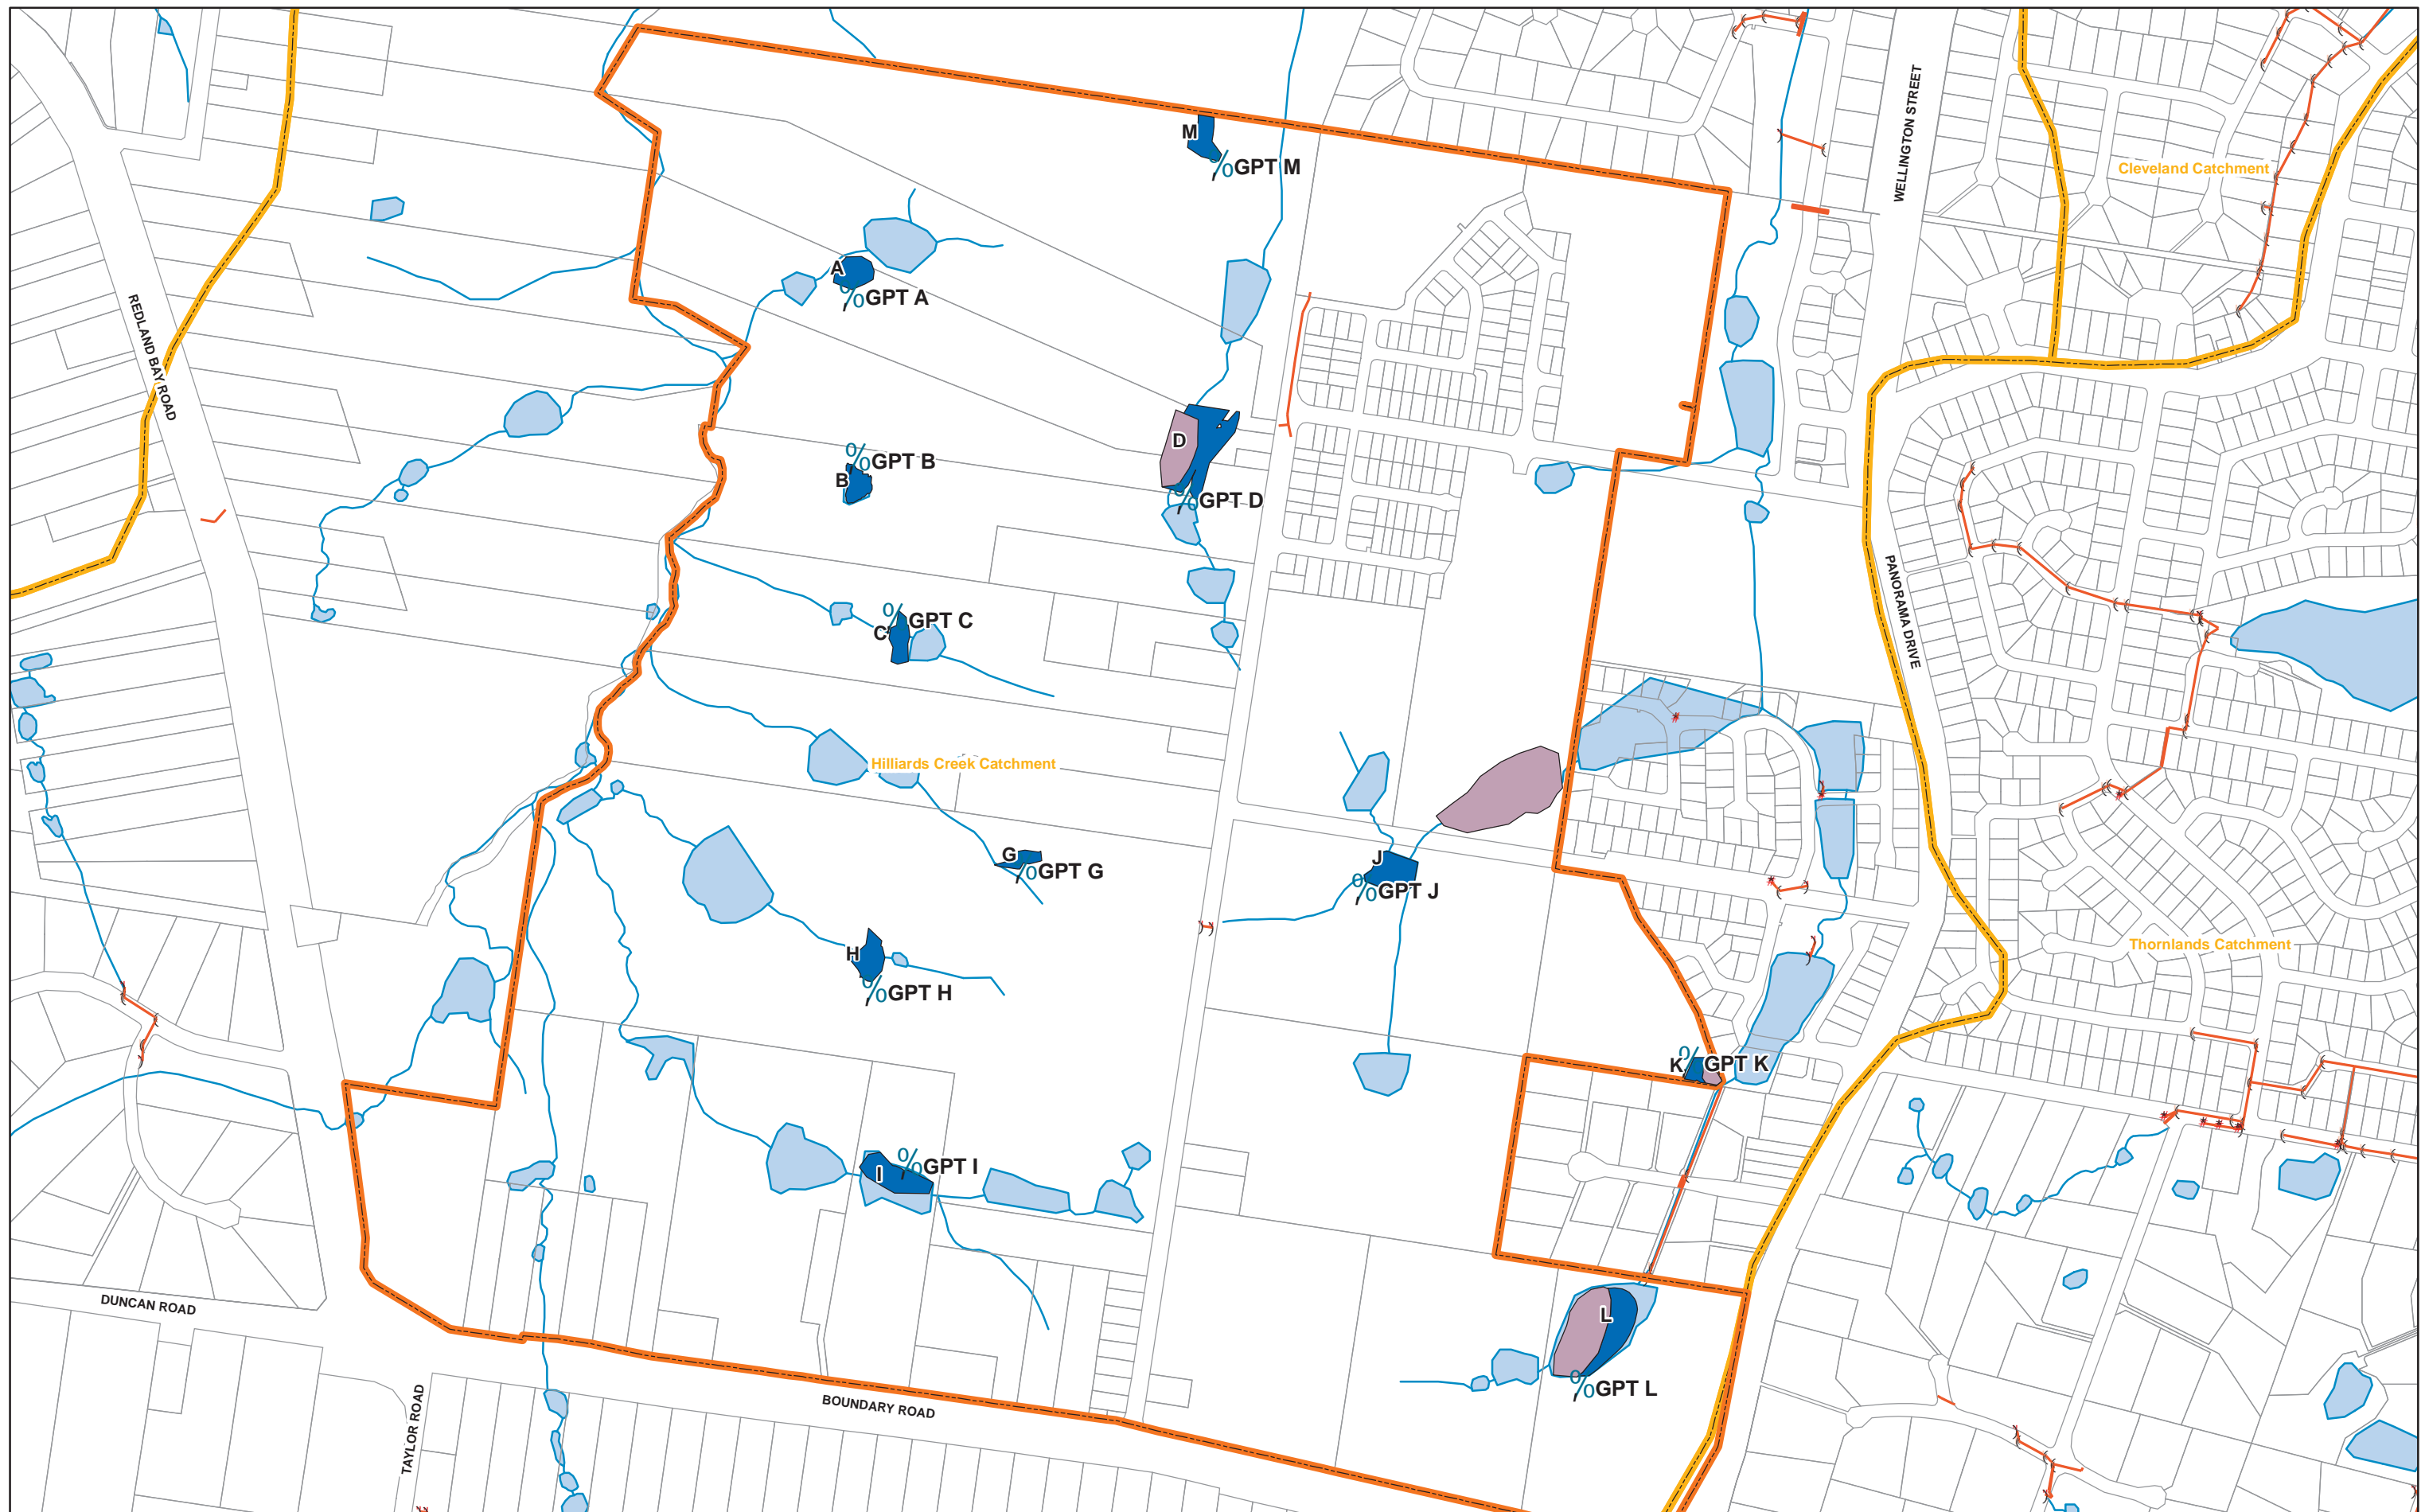 WELLINGTON STREET
M
GPT M
Cleveland Catchment
A
GPT A
REDLAND BAY ROAD
D
GPT B
B
GPT D
PANORAMA DRIVE
GPT C
C
Hilliards Creek Catchment
G
GPT G
J
GPT J
Thornlands Catchment
H
GPT H
K
GPT K
GPT I
I
DUNCAN ROAD
L
GPT L
BOUNDARY ROAD
TAYLOR ROAD